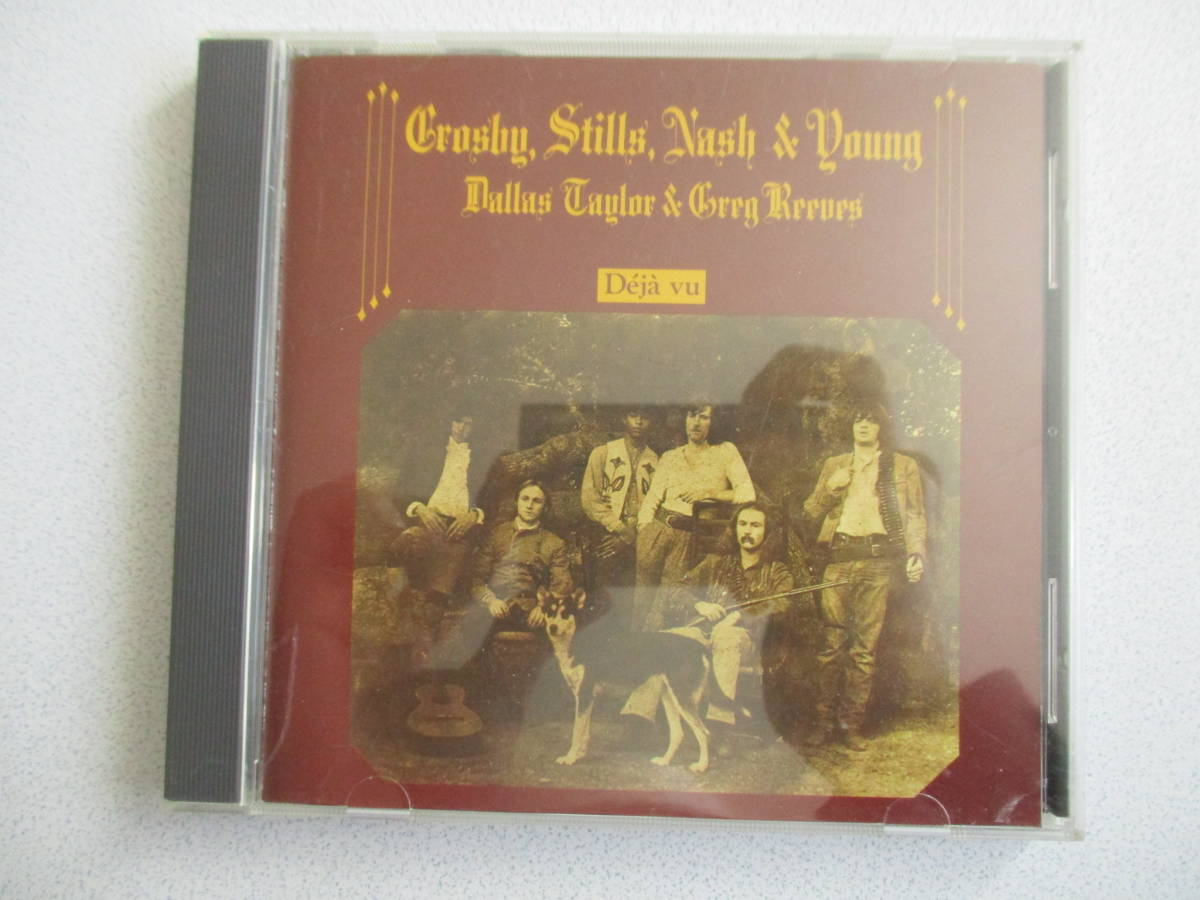 Crosby, Stills, Nash & Young
Dallas Taylor & Greg Reeves
Déjà vu